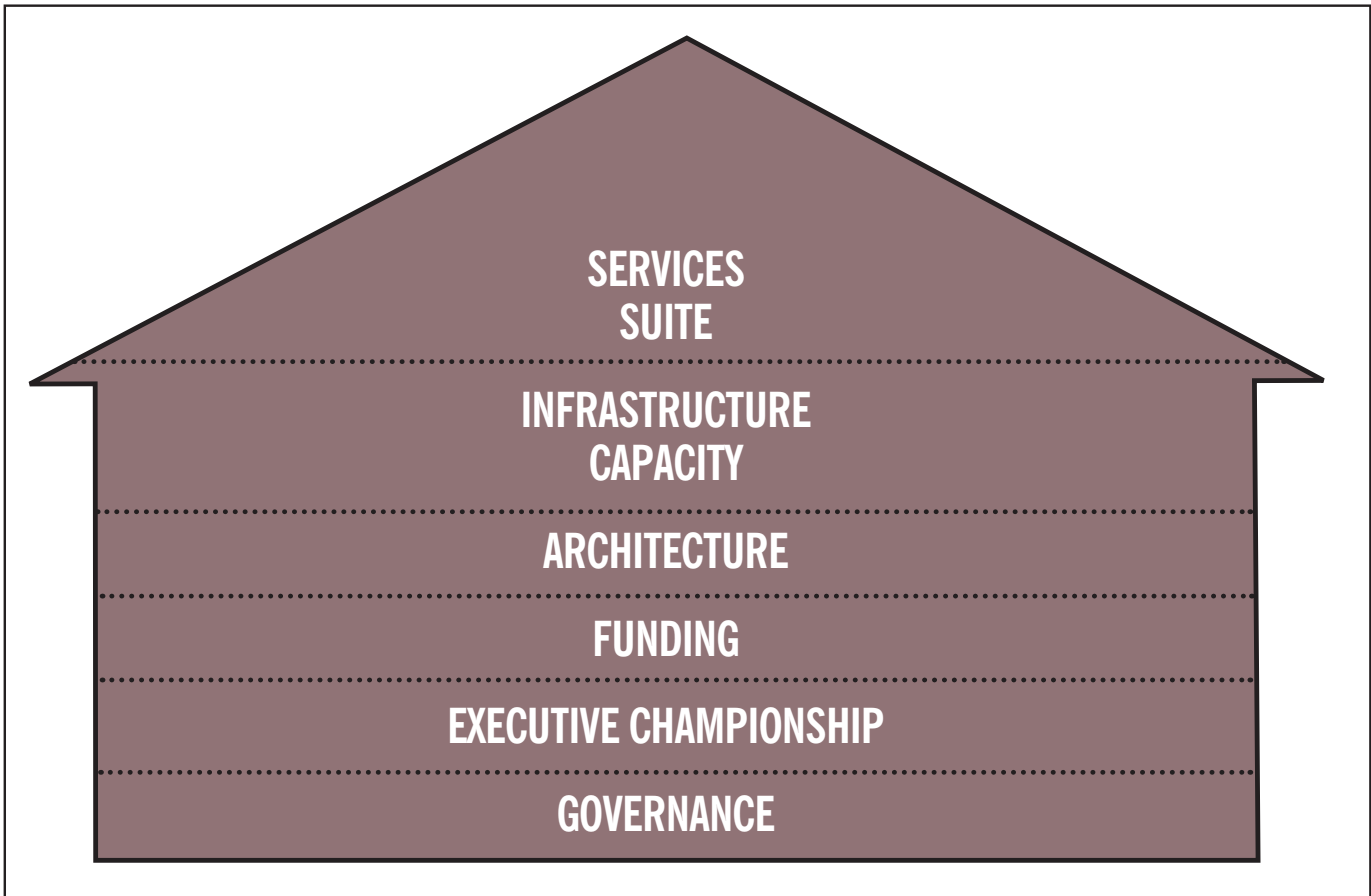 SERVICES
SUITE
INFRASTRUCTURE
CAPACITY
ARCHITECTURE
FUNDING
EXECUTIVE CHAMPIONSHIP
GOVERNANCE